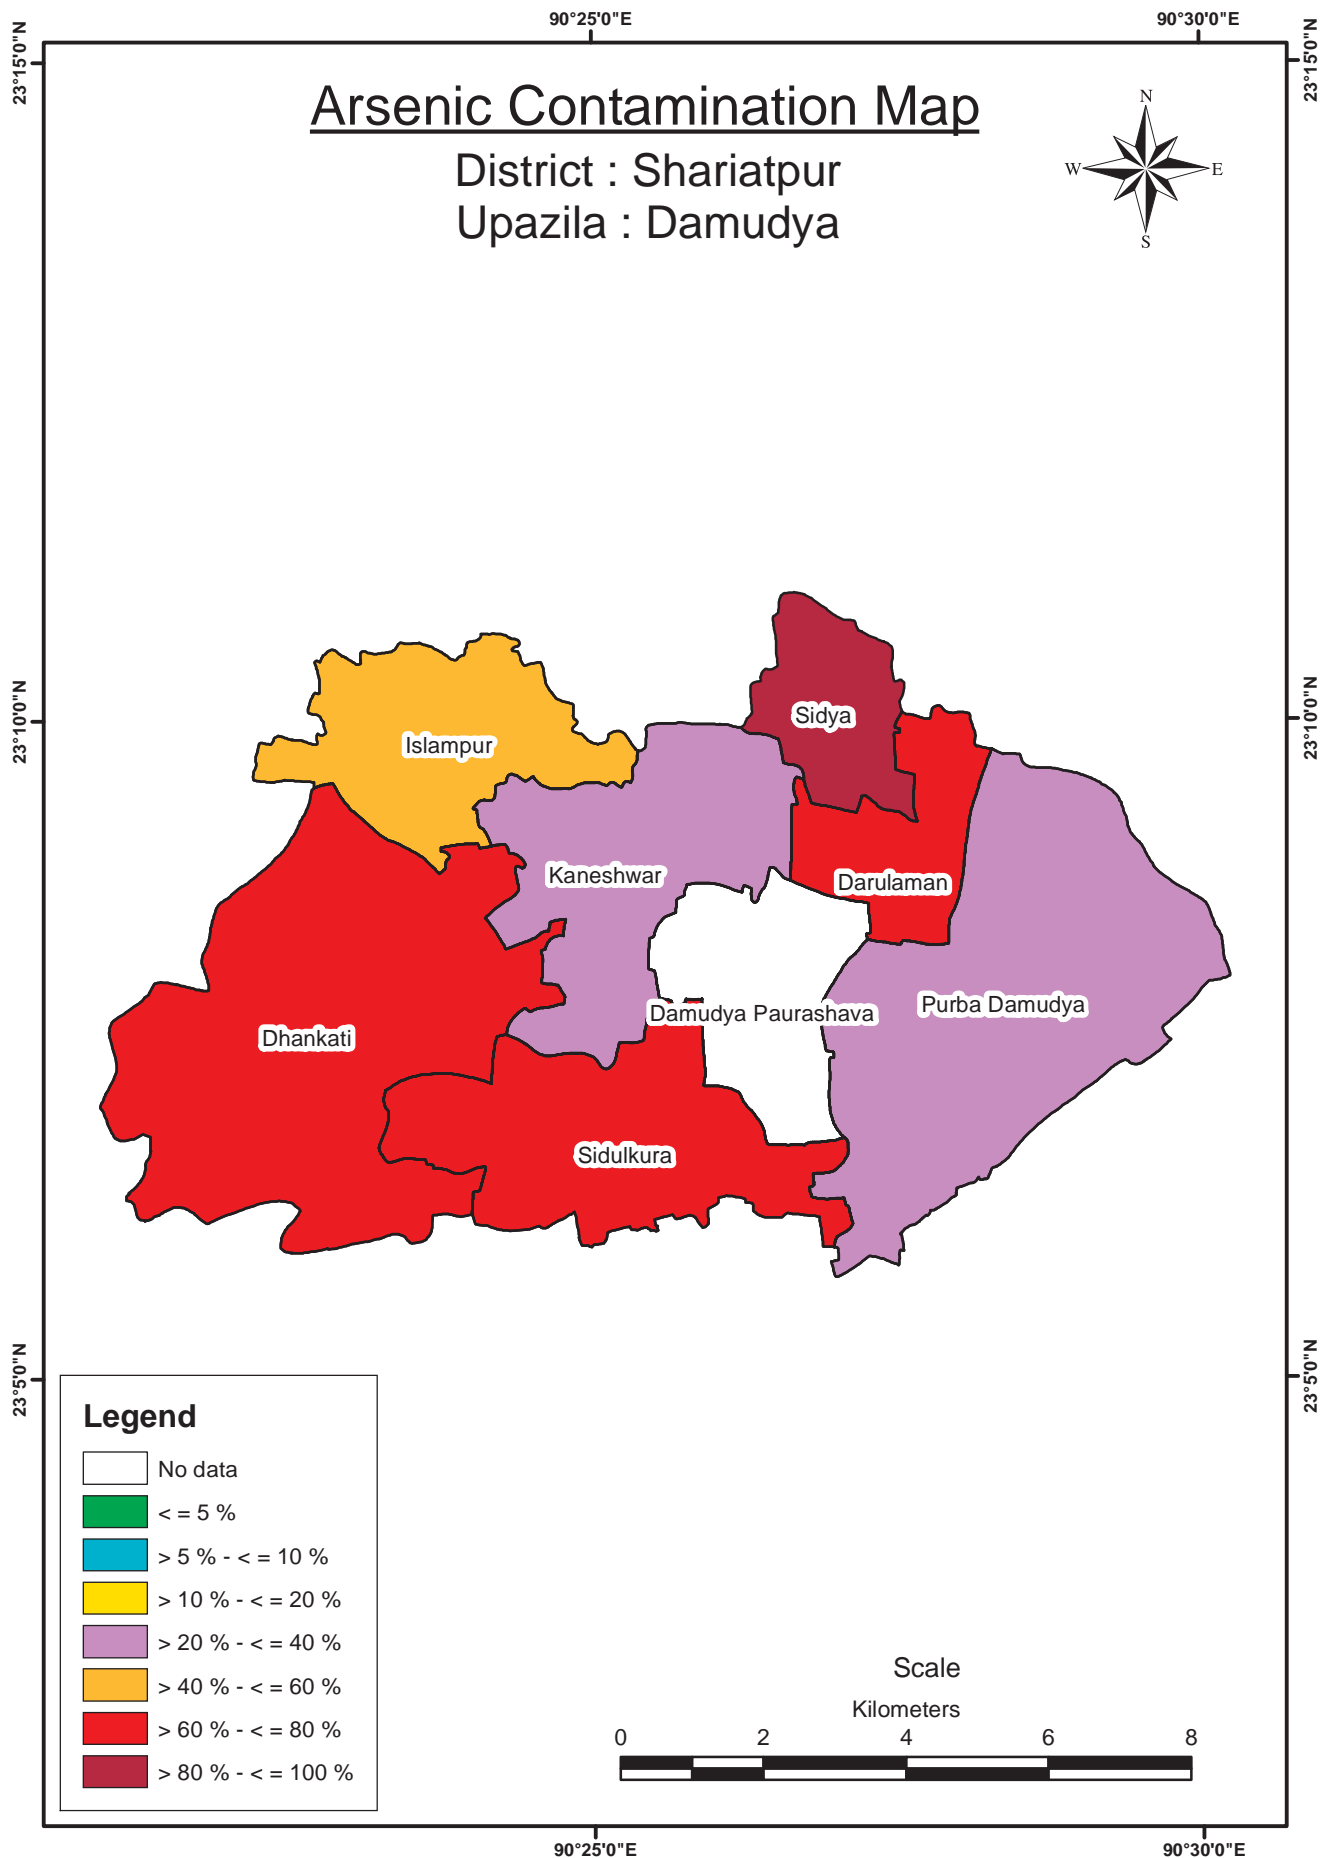 90°25'0"E
90°30'0"E
23°15'0"N
23°15'0"N
Arsenic Contamination Map
District : Shariatpur
Upazila : Damudya
N
W
E
S
23°10'0"N
23°10'0"N
Sidya
Islampur
Kaneshwar
Darulaman
Purba Damudya
Damudya Paurashava
Dhankati
Sidulkura
23°5'0"N
23°5'0"N
Legend
No data
< = 5 %
> 5 % - < = 10 %
> 10 % - < = 20 %
> 20 % - < = 40 %
> 40 % - < = 60 %
> 60 % - < = 80 %
> 80 % - < = 100 %
Scale
Kilometers
0 2 4 6 8
90°25'0"E
90°30'0"E